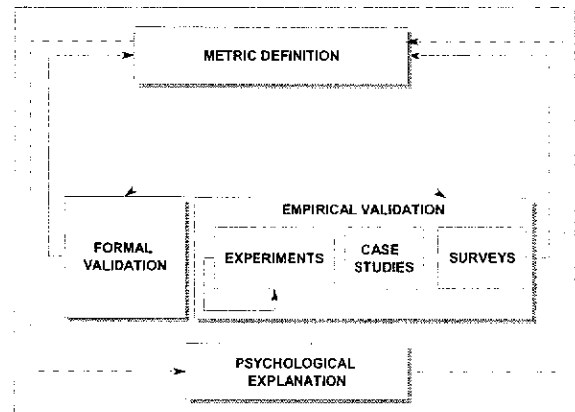 METRIC DEFINITION
EMPIRICAL VALIDATION
FORMAL
VALIDATION
EXPERIMENTS
CASE
STUDIES
SURVEYS
PSYCHOLOGICAL
EXPLANATION